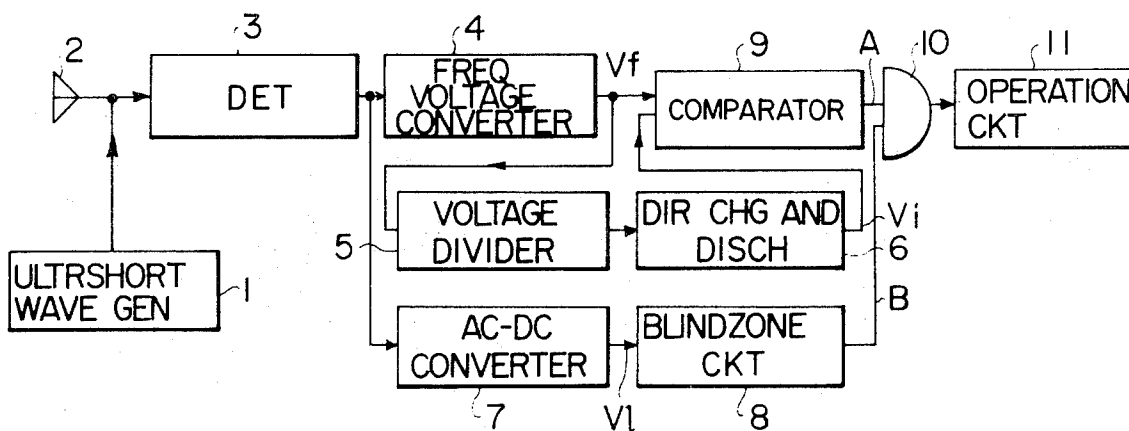 2
3
DET
4
FREQ
VOLTAGE
CONVERTER
Vf
9
COMPARATOR
A
10
11
OPERATION
CKT
5
VOLTAGE
DIVIDER
DIR CHG AND
DISCH
6
Vi
ULTRSHORT
WAVE GEN
1
AC-DC
CONVERTER
7
Vl
BLINDZONE
CKT
8
B